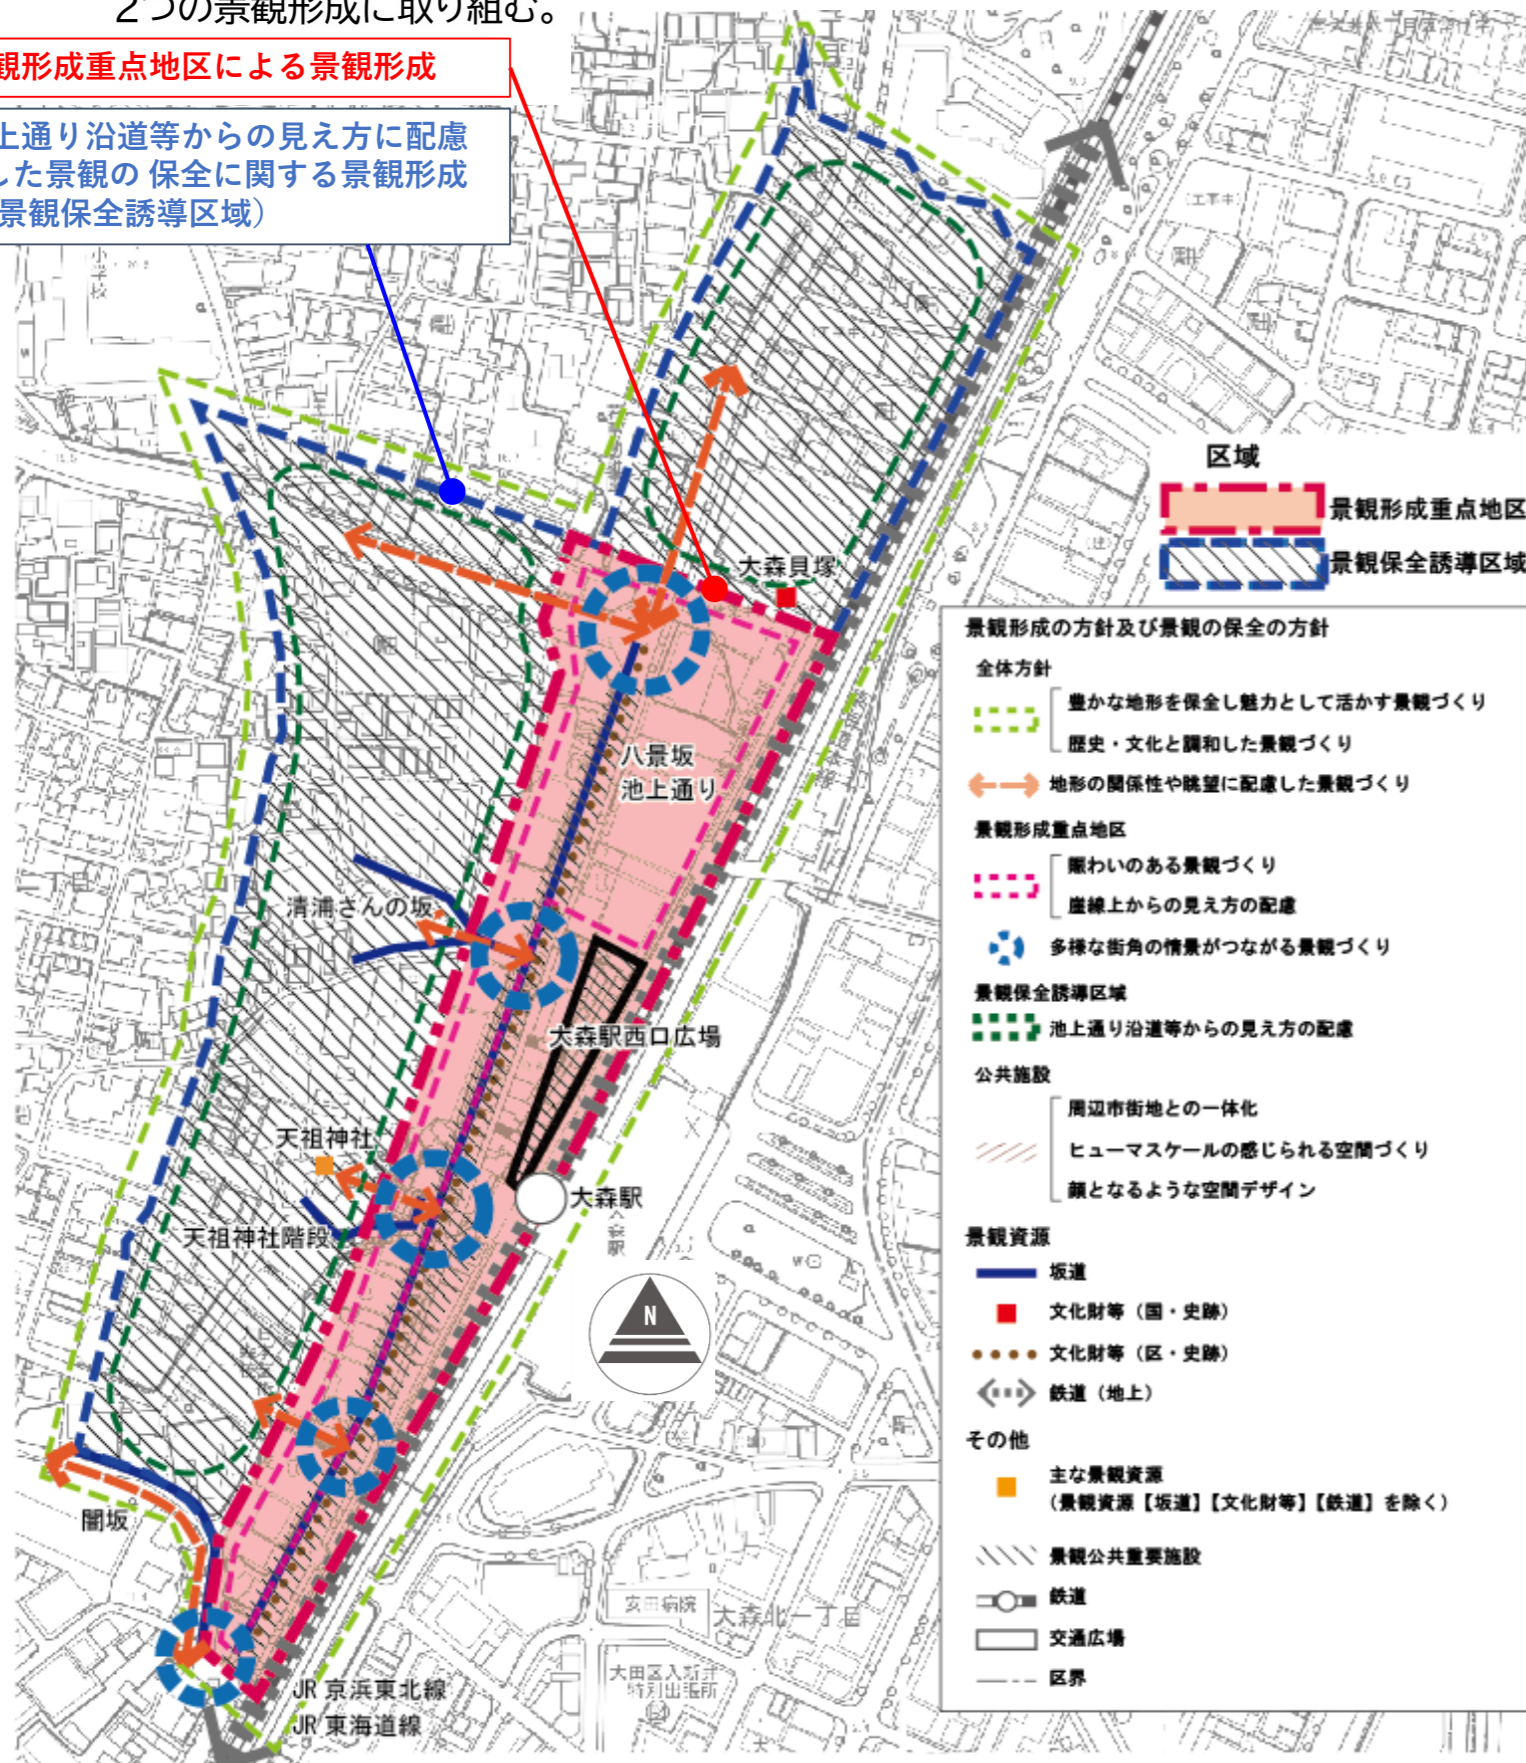 2つの景観形成に取り組む。
観形成重点地区による景観形成
上通り沿道等からの見え方に配慮
した景観の 保全に関する景観形成
景観保全誘導区域）
区域
景観形成重点地区
景観保全誘導区域
大森貝塚
八景坂
池上通り
清浦さんの坂
大森駅西口広場
天祖神社
大森駅
天祖神社階段
N
闇坂
大森北一丁目
JR 京浜東北線
JR 東海道線
景観形成の方針及び景観の保全の方針
全体方針
豊かな地形を保全し魅力として活かす景観づくり
歴史・文化と調和した景観づくり
地形の関係性や眺望に配慮した景観づくり
景観形成重点地区
賑わいのある景観づくり
崖線上からの見え方の配慮
多様な街角の情景がつながる景観づくり
景観保全誘導区域
池上通り沿道等からの見え方の配慮
公共施設
周辺市街地との一体化
ヒューマスケールの感じられる空間づくり
顔となるような空間デザイン
景観資源
坂道
文化財等（国・史跡）
文化財等（区・史跡）
鉄道（地上）
その他
主な景観資源
（景観資源【坂道】【文化財等】【鉄道】を除く）
景観公共重要施設
鉄道
交通広場
区界